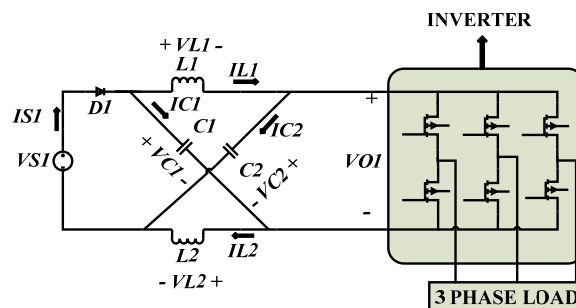 INVERTER
+ VL1 -
L1
IL1
D1
IC1
C1
IC2
IS1
+ VC1 -
C2
- VC2 +
VS1
+
VO1
-
L2
IL2
- VL2 +
3 PHASE LOAD